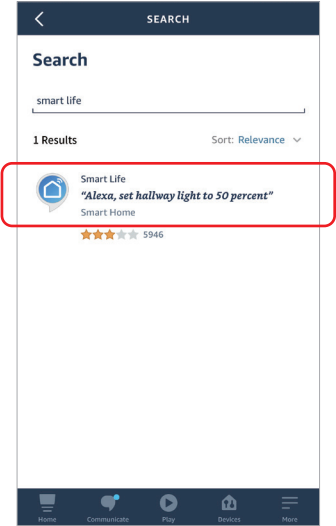 SEARCH
Search
smart life
1 Results
Sort: Relevance
Smart Life
“Alexa, set hallway light to 50 percent”
Smart Home
5946
Home Communicate Play Devices More